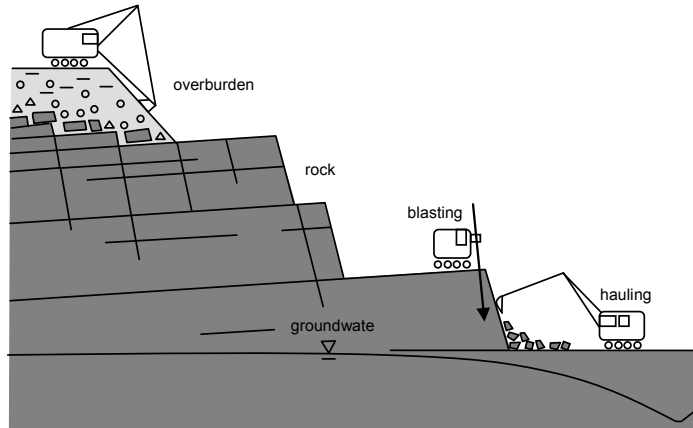 overburden
rock
blasting
hauling
groundwate